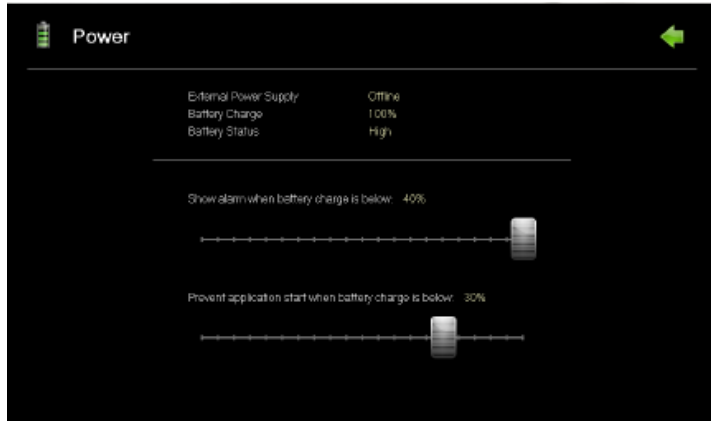 Power
External Power Supply Offline
Battery Charge 100%
Battery Status High
Show alarm when battery charge is below: 40%
Prevent application start when battery charge is below: 30%